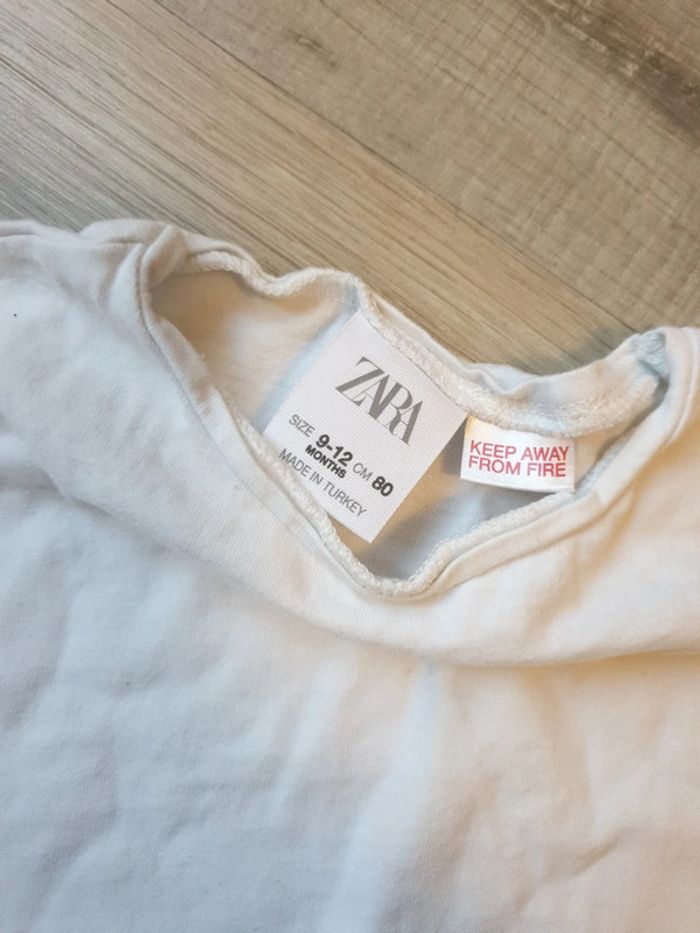 ZARA
SIZE 9-12 CM 80
MONTHS
MADE IN TURKEY
KEEP AWAY
FROM FIRE